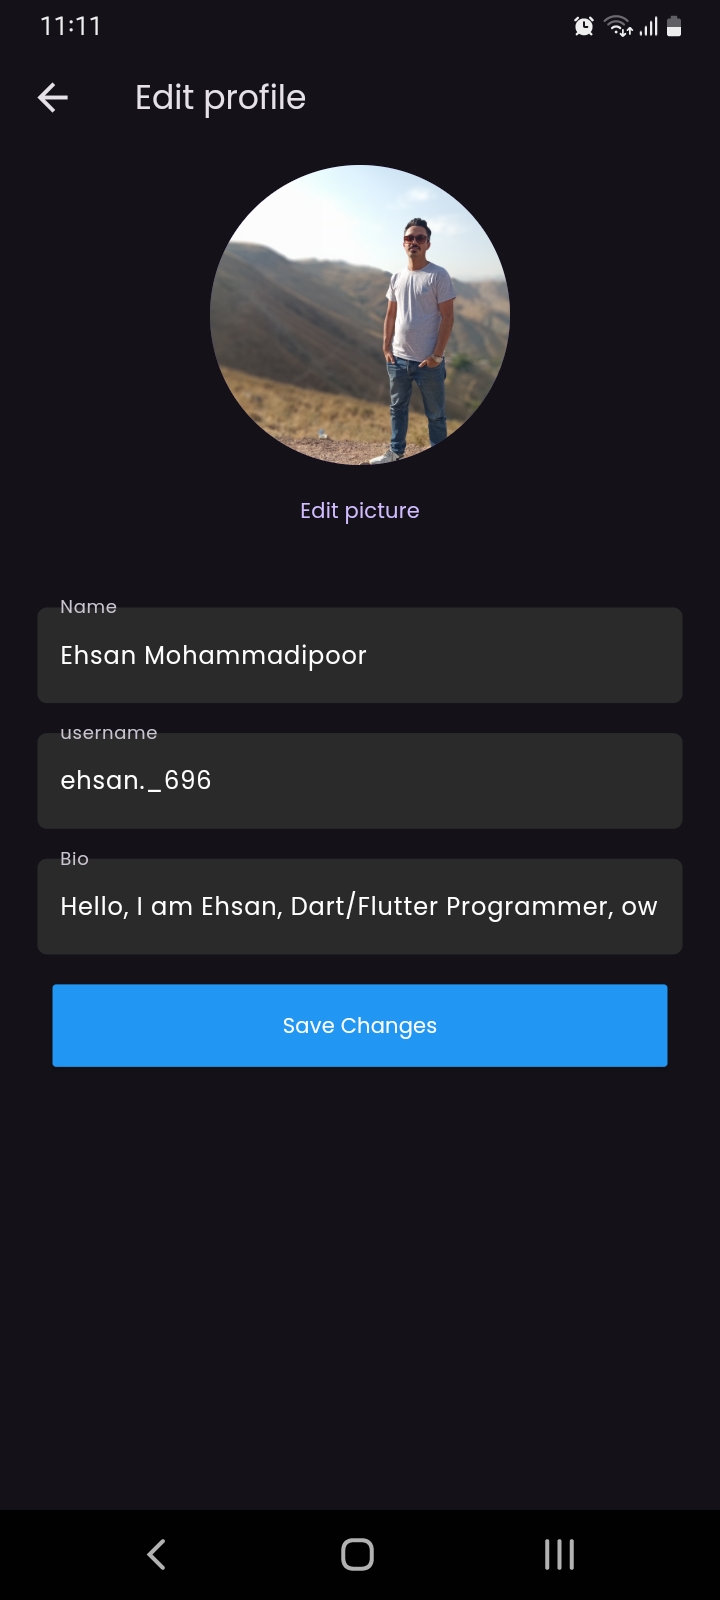 11:11
Edit profile
Edit picture
Name
Ehsan Mohammadipoor
username
ehsan._696
Bio
Hello, I am Ehsan, Dart/Flutter Programmer, ow
Save Changes